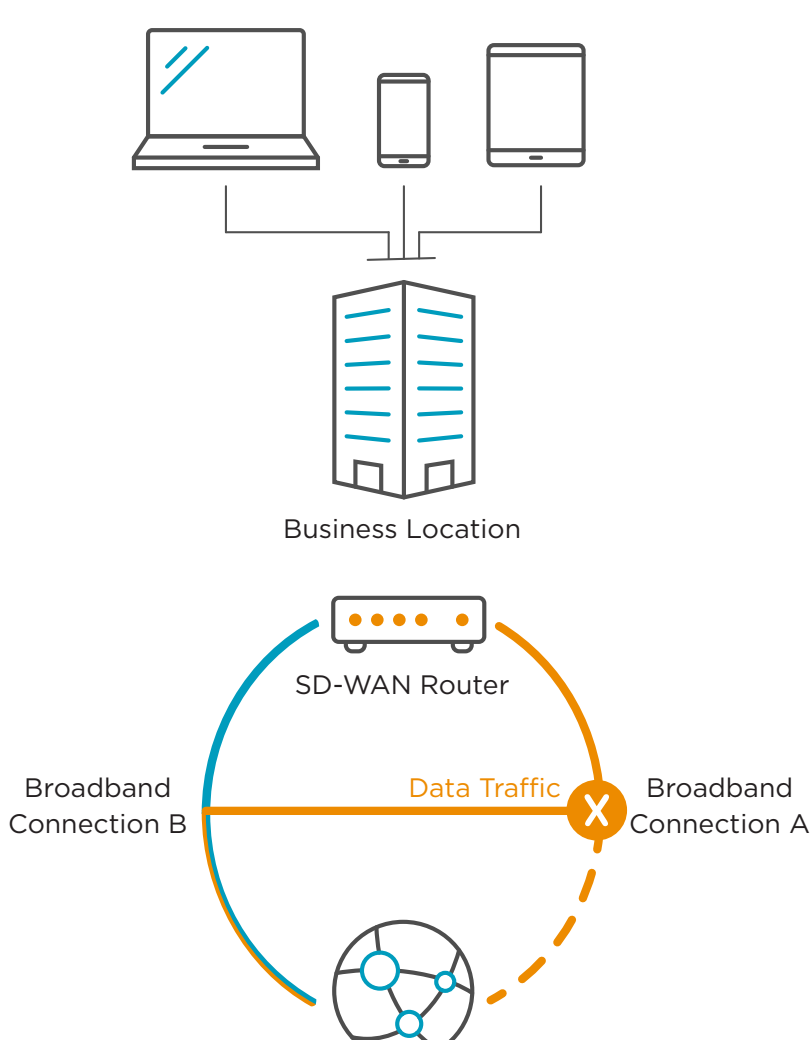 Business Location
SD-WAN Router
Broadband
Connection B
Data Traffic
X
Broadband
Connection A